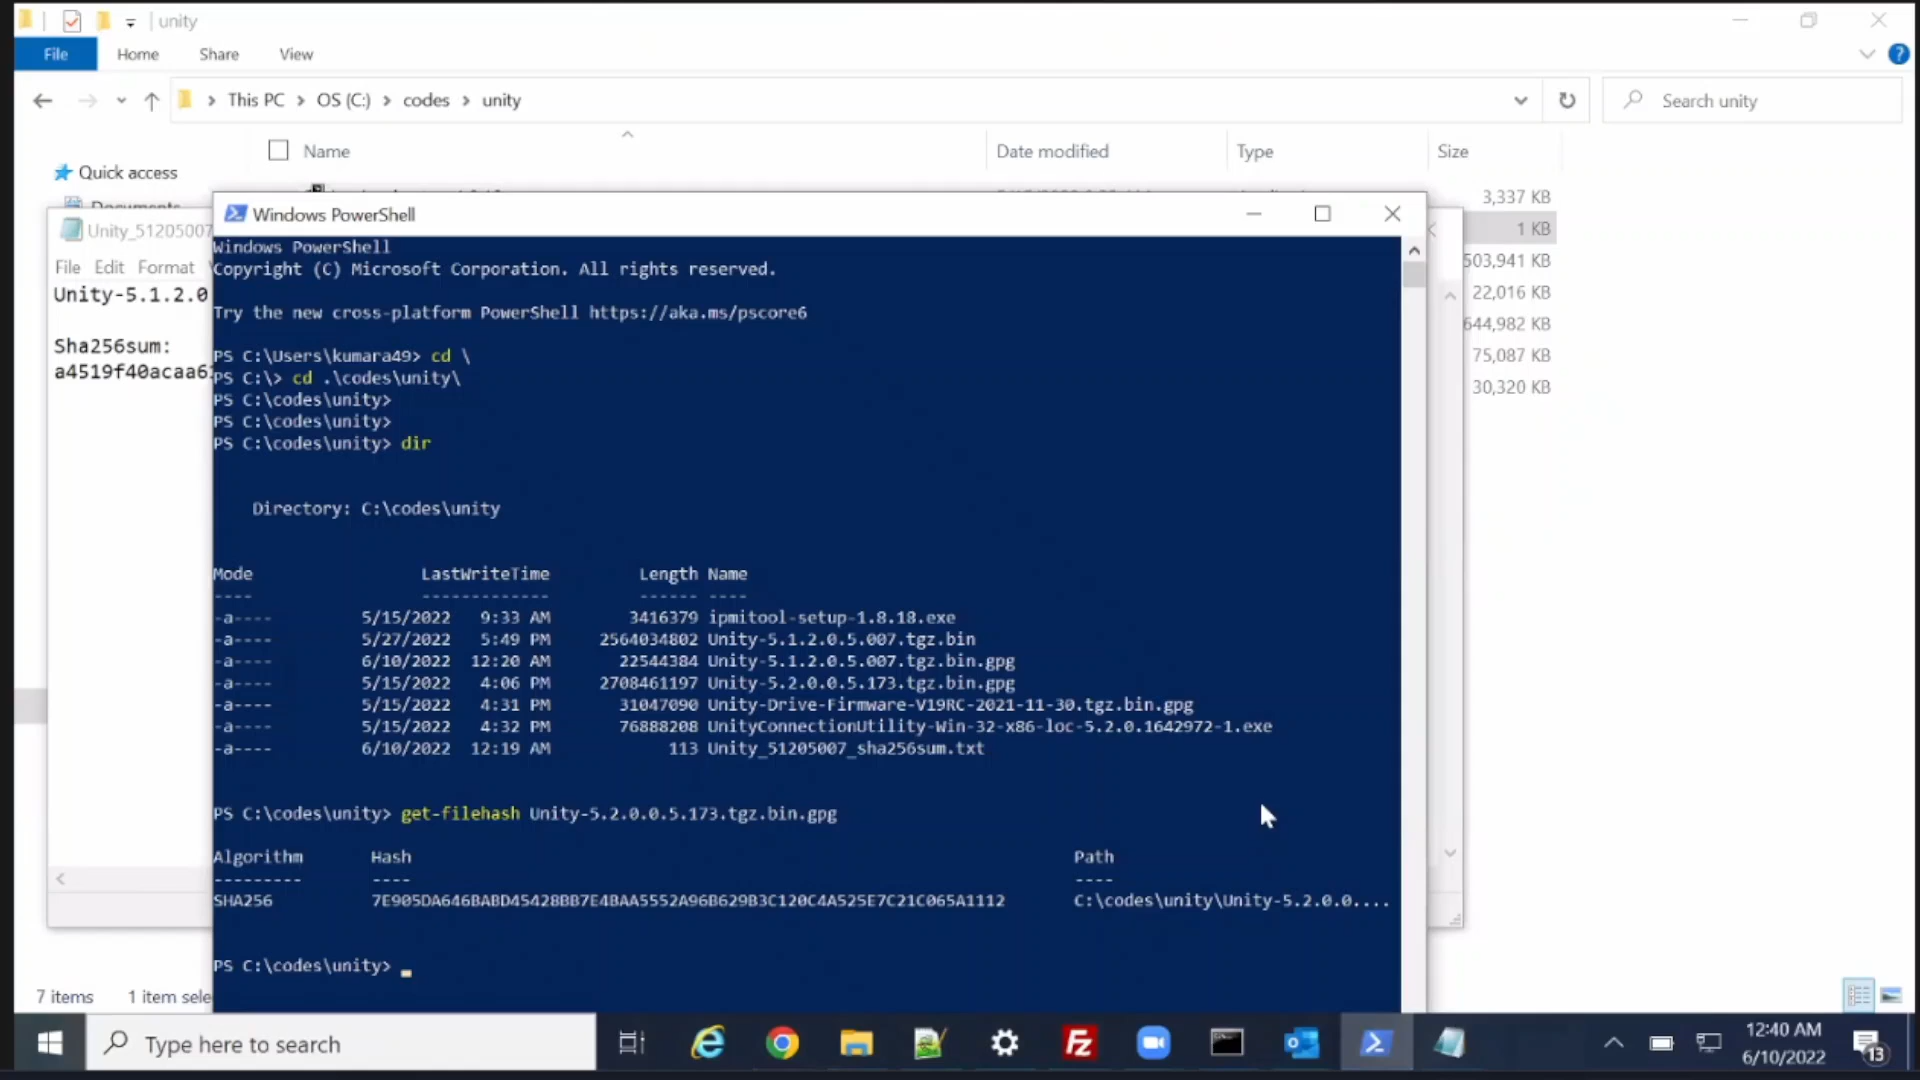 unity
File Home Share View
This PC > OS (C:) > codes > unity
Search unity
Name Date modified Type Size
Quick access
Documents
3,337 KB
1 KB
503,941 KB
22,016 KB
644,982 KB
75,087 KB
30,320 KB
Unity_51205007
File Edit Format
Unity-5.1.2.0
Sha256sum:
a4519f40acaa6
Windows PowerShell
Windows PowerShell
Copyright (C) Microsoft Corporation. All rights reserved.
Try the new cross-platform PowerShell https://aka.ms/pscore6
PS C:\Users\kumara49> cd \
PS C:\> cd .\codes\unity\
PS C:\codes\unity>
PS C:\codes\unity>
PS C:\codes\unity> dir
Directory: C:\codes\unity
Mode LastWriteTime Length Name
---- ------------- ------ ----
-a---- 5/15/2022 9:33 AM 3416379 ipmitool-setup-1.8.18.exe
-a---- 5/27/2022 5:49 PM 2564034802 Unity-5.1.2.0.5.007.tgz.bin
-a---- 6/10/2022 12:20 AM 22544384 Unity-5.1.2.0.5.007.tgz.bin.gpg
-a---- 5/15/2022 4:06 PM 2708461197 Unity-5.2.0.0.5.173.tgz.bin.gpg
-a---- 5/15/2022 4:31 PM 31047090 Unity-Drive-Firmware-V19RC-2021-11-30.tgz.bin.gpg
-a---- 5/15/2022 4:32 PM 76888208 UnityConnectionUtility-Win-32-x86-loc-5.2.0.1642972-1.exe
-a---- 6/10/2022 12:19 AM 113 Unity_51205007_sha256sum.txt
PS C:\codes\unity> get-filehash Unity-5.2.0.0.5.173.tgz.bin.gpg
Algorithm Hash Path
--------- ---- ----
SHA256 7E905DA646BABD45428BB7E4BAA5552A96B629B3C120C4A525E7C21C065A1112 C:\codes\unity\Unity-5.2.0.0....
PS C:\codes\unity>
7 items 1 item sele
Type here to search
12:40 AM
6/10/2022
13